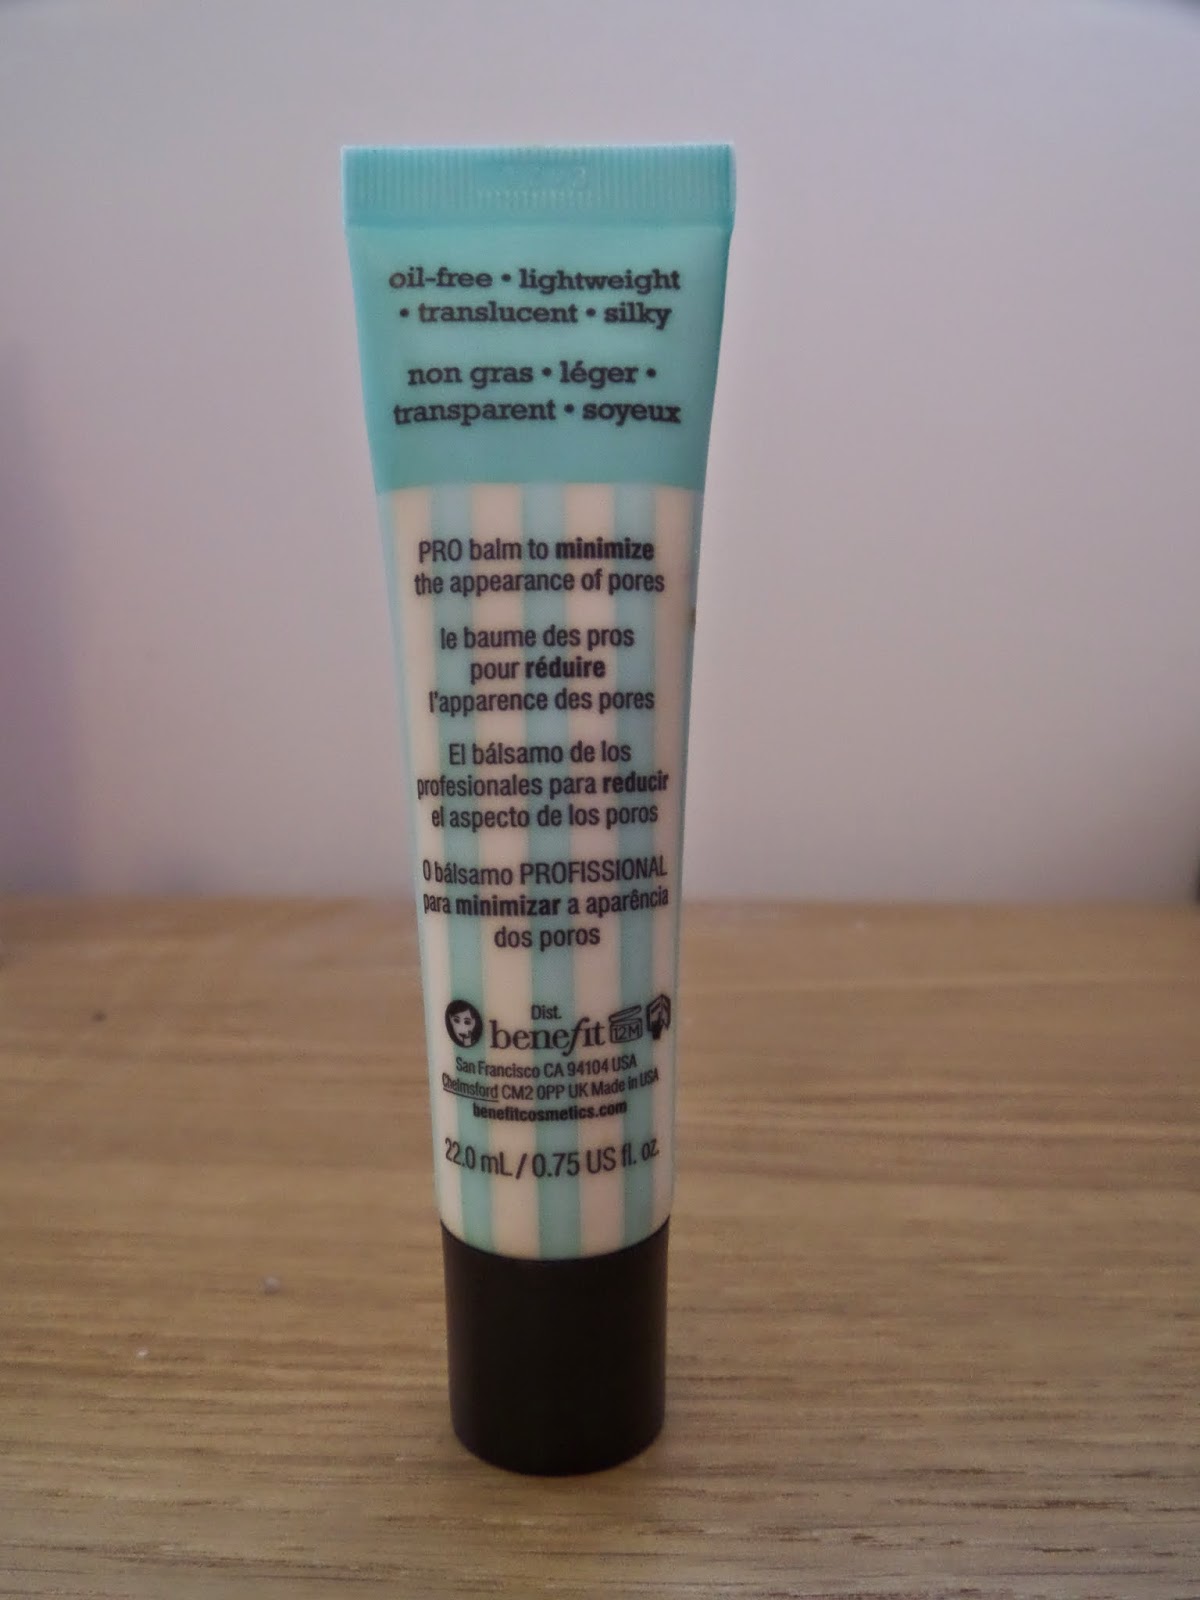 oil-free • lightweight
• translucent • silky
non gras • léger •
transparent • soyeux
PRO balm to minimize
the appearance of pores
le baume des pros
pour réduire
l'apparence des pores
El bálsamo de los
profesionales para reducir
el aspecto de los poros
O bálsamo PROFISSIONAL
para minimizar a aparência
dos poros
Dist.
benefit 12M
San Francisco CA 94104 USA
Chelmsford CM2 0PP UK Made in USA
benefitcosmetics.com
22.0 mL / 0.75 US fl. oz.